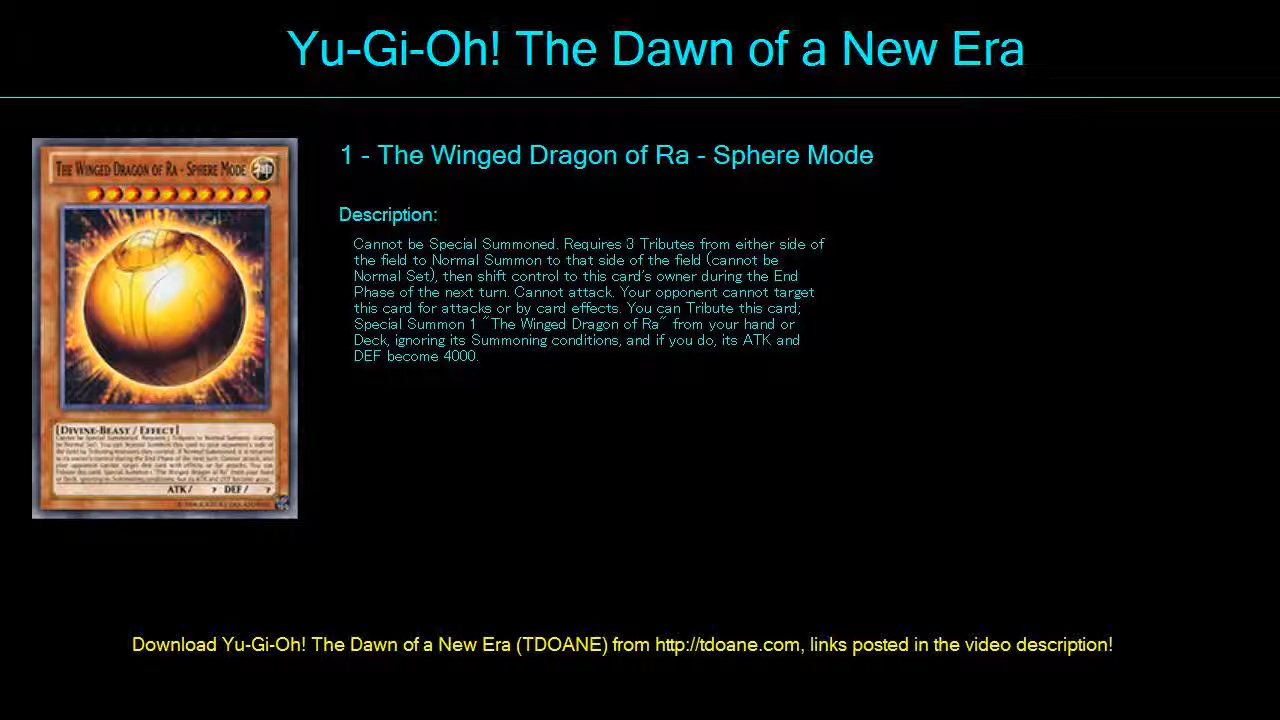 Yu-Gi-Oh! The Dawn of a New Era
THE WINGED DRAGON OF RA - SPHERE MODE
1 - The Winged Dragon of Ra - Sphere Mode
Description:
Cannot be Special Summoned. Requires 3 Tributes from either side of
the field to Normal Summon to that side of the field (cannot be
Normal Set), then shift control to this card's owner during the End
Phase of the next turn. Cannot attack. Your opponent cannot target
this card for attacks or by card effects. You can Tribute this card;
Special Summon 1 "The Winged Dragon of Ra" from your hand or
Deck, ignoring its Summoning conditions, and if you do, its ATK and
DEF become 4000.
[DIVINE-BEAST / EFFECT]
ATK / ? DEF / ?
Download Yu-Gi-Oh! The Dawn of a New Era (TDOANE) from http://tdoane.com, links posted in the video description!